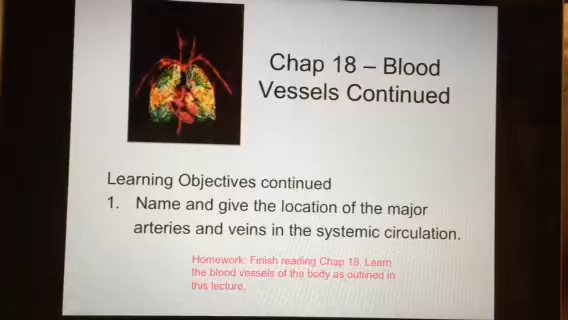 Chap 18 – Blood
Vessels Continued
Learning Objectives continued
1. Name and give the location of the major
arteries and veins in the systemic circulation.
Homework: Finish reading Chap 18. Learn
the blood vessels of the body as outlined in
this lecture.